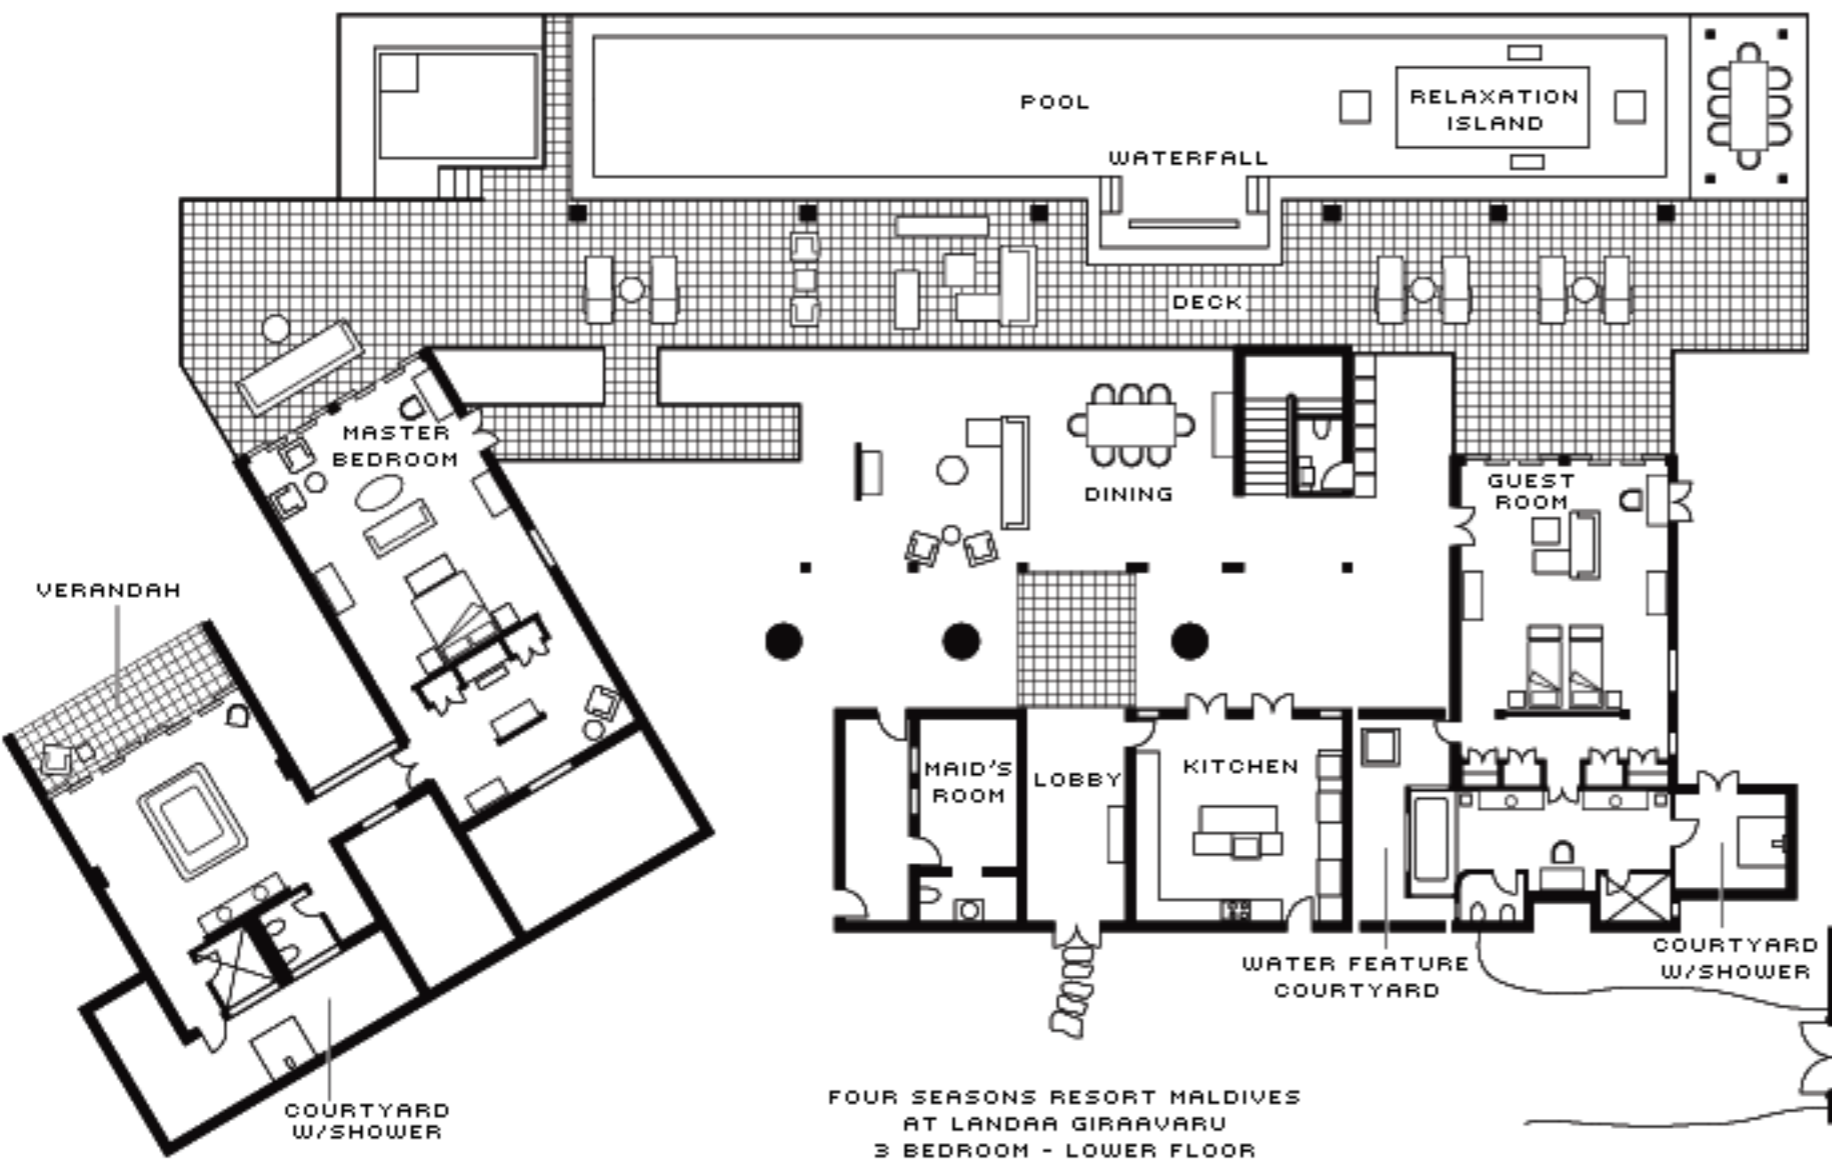 POOL
RELAXATION
ISLAND
WATERFALL
DECK
MASTER
BEDROOM
DINING
GUEST
ROOM
VERANDAH
MAID'S
ROOM
LOBBY
KITCHEN
WATER FEATURE
COURTYARD
COURTYARD
W/SHOWER
COURTYARD
W/SHOWER
FOUR SEASONS RESORT MALDIVES
AT LANDAA GIRAAVARU
3 BEDROOM - LOWER FLOOR